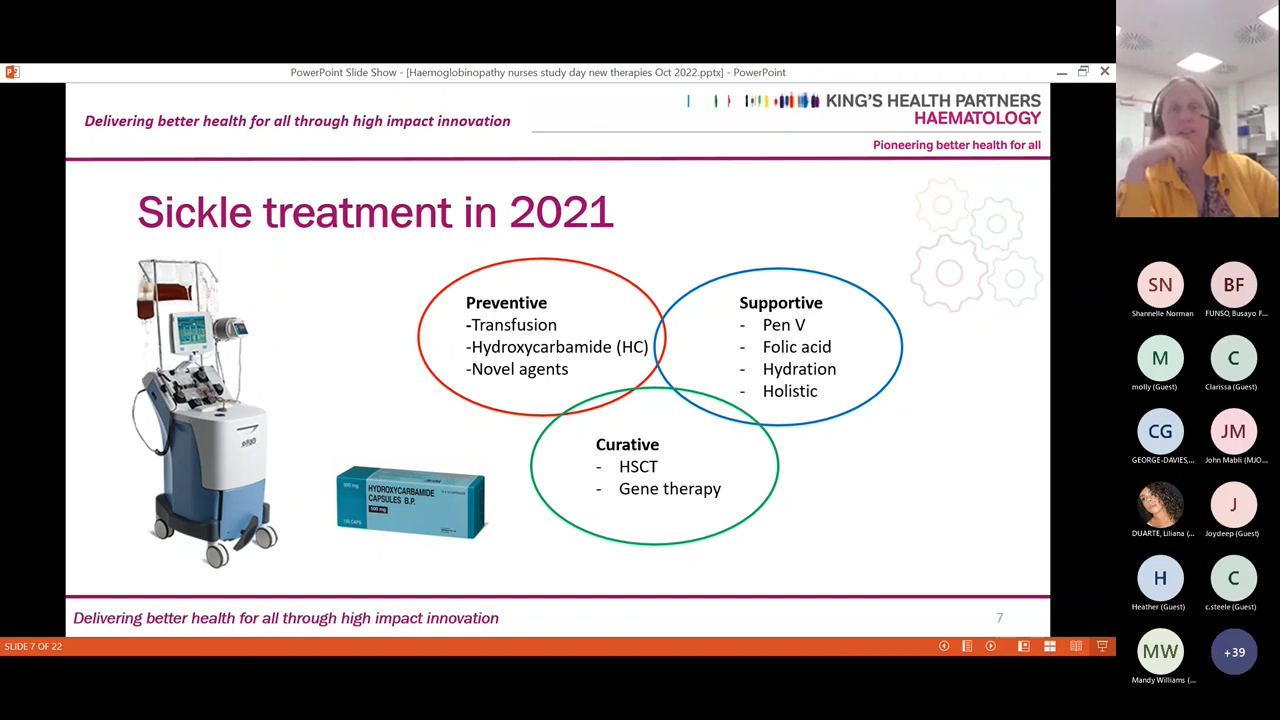 PowerPoint Slide Show - [Haemoglobinopathy nurses study day new therapies Oct 2022.pptx] - PowerPoint
Delivering better health for all through high impact innovation
KING'S HEALTH PARTNERS
HAEMATOLOGY
Pioneering better health for all
Sickle treatment in 2021
Preventive
-Transfusion
-Hydroxycarbamide (HC)
-Novel agents
Supportive
- Pen V
- Folic acid
- Hydration
- Holistic
Curative
- HSCT
- Gene therapy
500 mg
HYDROXYCARBAMIDE
CAPSULES B.P.
500 mg
Delivering better health for all through high impact innovation
7
SLIDE 7 OF 22
SN
Shannelle Norman
BF
FUNSO, Busayo F...
M
molly (Guest)
C
Clarissa (Guest)
CG
GEORGE-DAVIES,...
JM
John Mabli (MJO...
DUARTE, Liliana (...
J
Joydeep (Guest)
H
Heather (Guest)
C
c.steele (Guest)
MW
Mandy Williams (...
+39